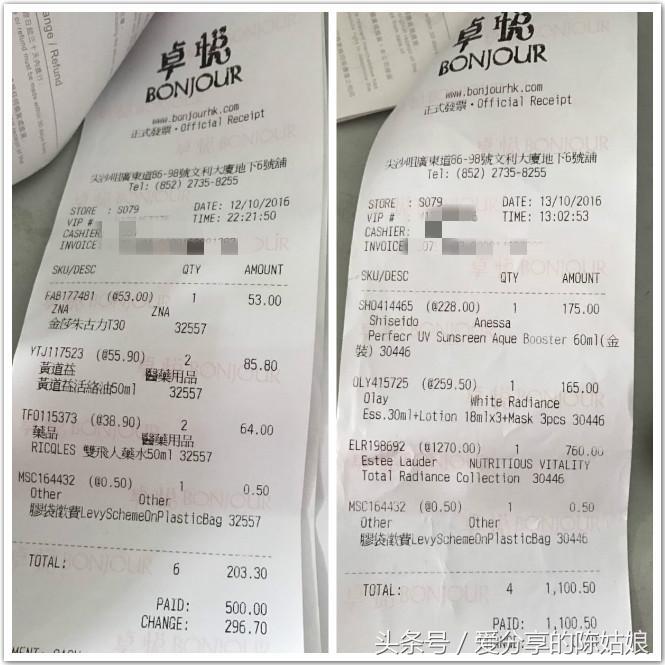 卓悅
BONJOUR
www.bonjourhk.com
正式發票·Official Receipt
尖沙咀廣東道86-98號文利大廈地下6號舖
Tel: (852) 2735-8255
STORE : S079 DATE: 12/10/2016
VIP # TIME: 22:21:50
CASHIER:
INVOICE:
SKU/DESC QTY AMOUNT
FAB177481 (@53.00) 1 53.00
ZNA ZNA
金莎朱古力T30 32557
YTJ117523 (@55.90) 2 85.80
黃道益 醫藥用品
黃道益活絡油50ml 32557
TF0115373 (@38.90) 2 64.00
藥品 醫藥用品
RICQLES 雙飛人藥水50ml 32557
MSC164432 (@0.50) 1 0.50
Other Other
膠袋徵費LevySchemeOnPlasticBag 32557
TOTAL: 6 203.30
PAID: 500.00
CHANGE: 296.70
ange / Refund
卓悅
BONJOUR
www.bonjourhk.com
正式發票·Official Receipt
尖沙咀廣東道86-98號文利大廈地下6號舖
Tel: (852) 2735-8255
STORE : S079 DATE: 13/10/2016
VIP # : TIME: 13:02:53
CASHIER:
INVOICE
SKU/DESC QTY AMOUNT
SH0414465 (@228.00) 1 175.00
Shiseido Anessa
Perfecr UV Sunsreen Aque Booster 60ml(金
裝) 30446
OLY415725 (@259.50) 1 165.00
Olay White Radiance
Ess.30ml+Lotion 18mlx3+Mask 3pcs 30446
ELR198692 (@1270.00) 1 760.00
Estee Lauder NUTRITIOUS VITALITY
Total Radiance Collection 30446
MSC164432 (@0.50) 1 0.50
Other Other
膠袋徵費LevySchemeOnPlasticBag 30446
TOTAL: 4 1,100.50
PAID: 1,100.50
头条号 / 爱分享的陈姑娘